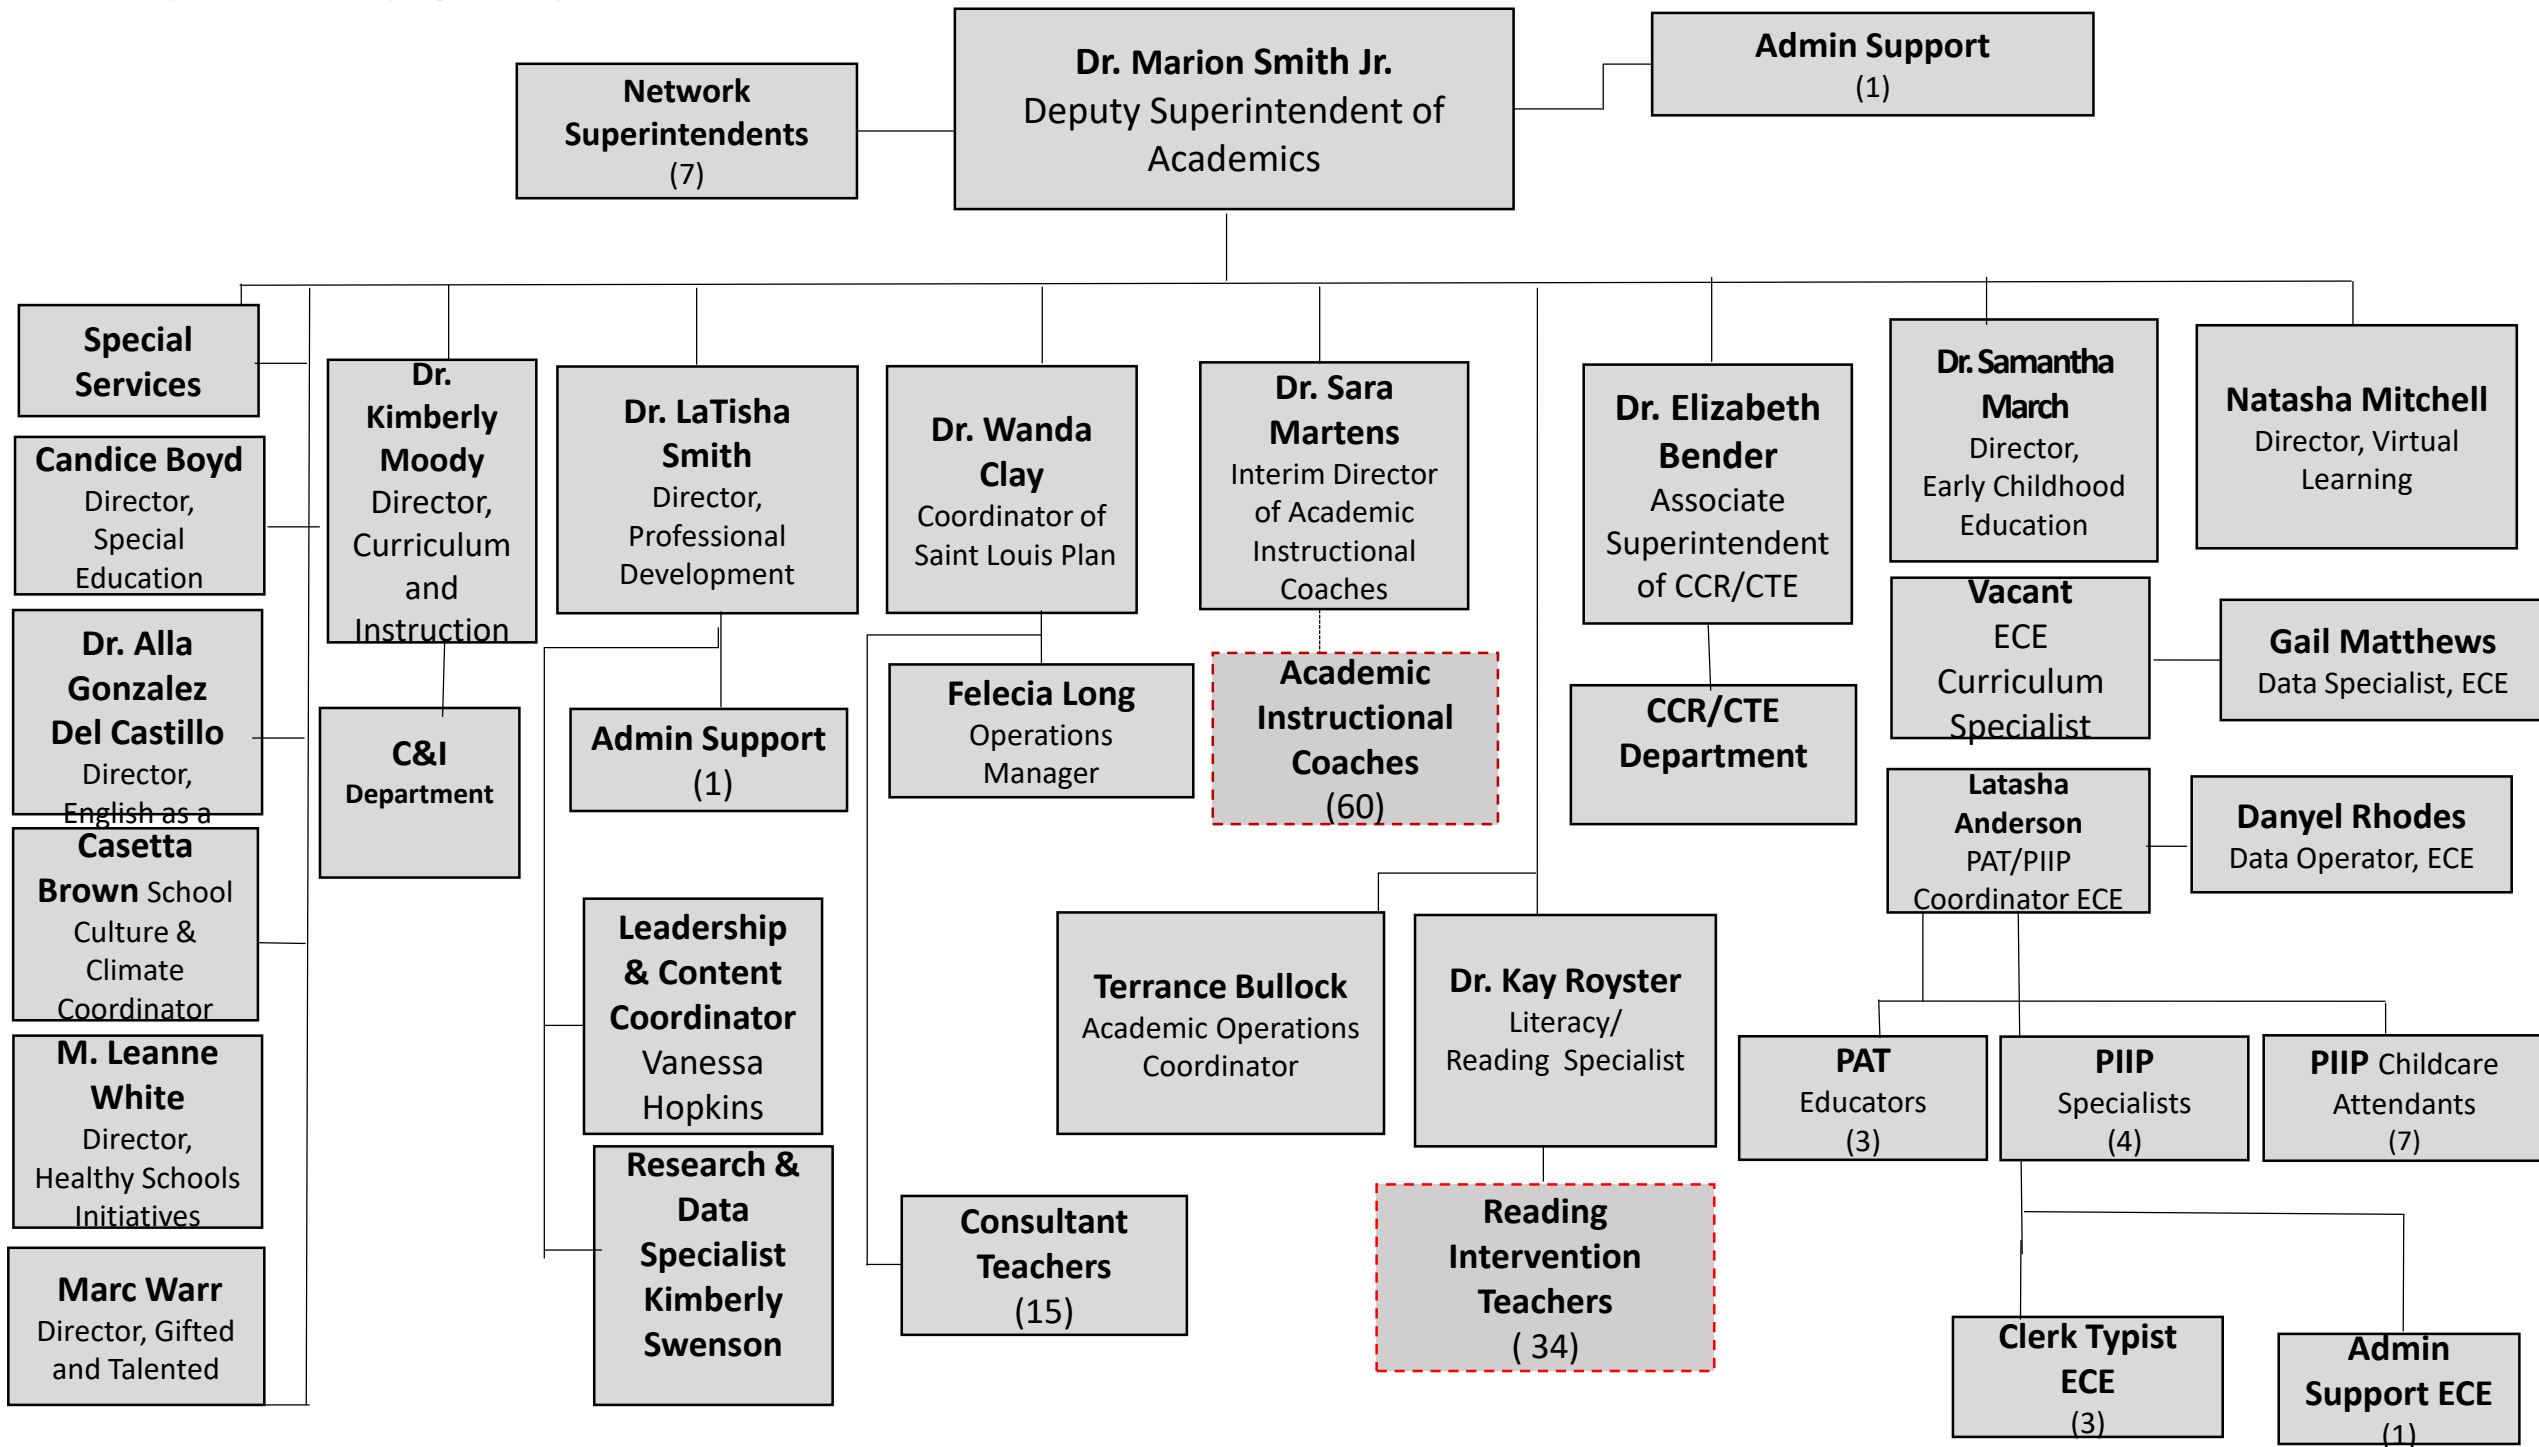 Dr. Marion Smith Jr.
Deputy Superintendent of
Academics
Admin Support
(1)
Network
Superintendents
(7)
Special
Services
Candice Boyd
Director,
Special
Education
Dr. Alla
Gonzalez
Del Castillo
Director,
English as a
Casetta
Brown School
Culture &
Climate
Coordinator
M. Leanne
White
Director,
Healthy Schools
Initiatives
Marc Warr
Director, Gifted
and Talented
Dr.
Kimberly
Moody
Director,
Curriculum
and
Instruction
C&I
Department
Dr. LaTisha
Smith
Director,
Professional
Development
Admin Support
(1)
Leadership
& Content
Coordinator
Vanessa
Hopkins
Research &
Data
Specialist
Kimberly
Swenson
Dr. Wanda
Clay
Coordinator of
Saint Louis Plan
Felecia Long
Operations
Manager
Consultant
Teachers
(15)
Dr. Sara
Martens
Interim Director
of Academic
Instructional
Coaches
Academic
Instructional
Coaches
(60)
Terrance Bullock
Academic Operations
Coordinator
Dr. Kay Royster
Literacy/
Reading Specialist
Reading
Intervention
Teachers
( 34)
Dr. Elizabeth
Bender
Associate
Superintendent
of CCR/CTE
CCR/CTE
Department
Dr. Samantha
March
Director,
Early Childhood
Education
Vacant
ECE
Curriculum
Specialist
Gail Matthews
Data Specialist, ECE
Latasha
Anderson
PAT/PIIP
Coordinator ECE
Danyel Rhodes
Data Operator, ECE
PAT
Educators
(3)
PIIP
Specialists
(4)
PIIP Childcare
Attendants
(7)
Clerk Typist
ECE
(3)
Admin
Support ECE
(1)
Natasha Mitchell
Director, Virtual
Learning